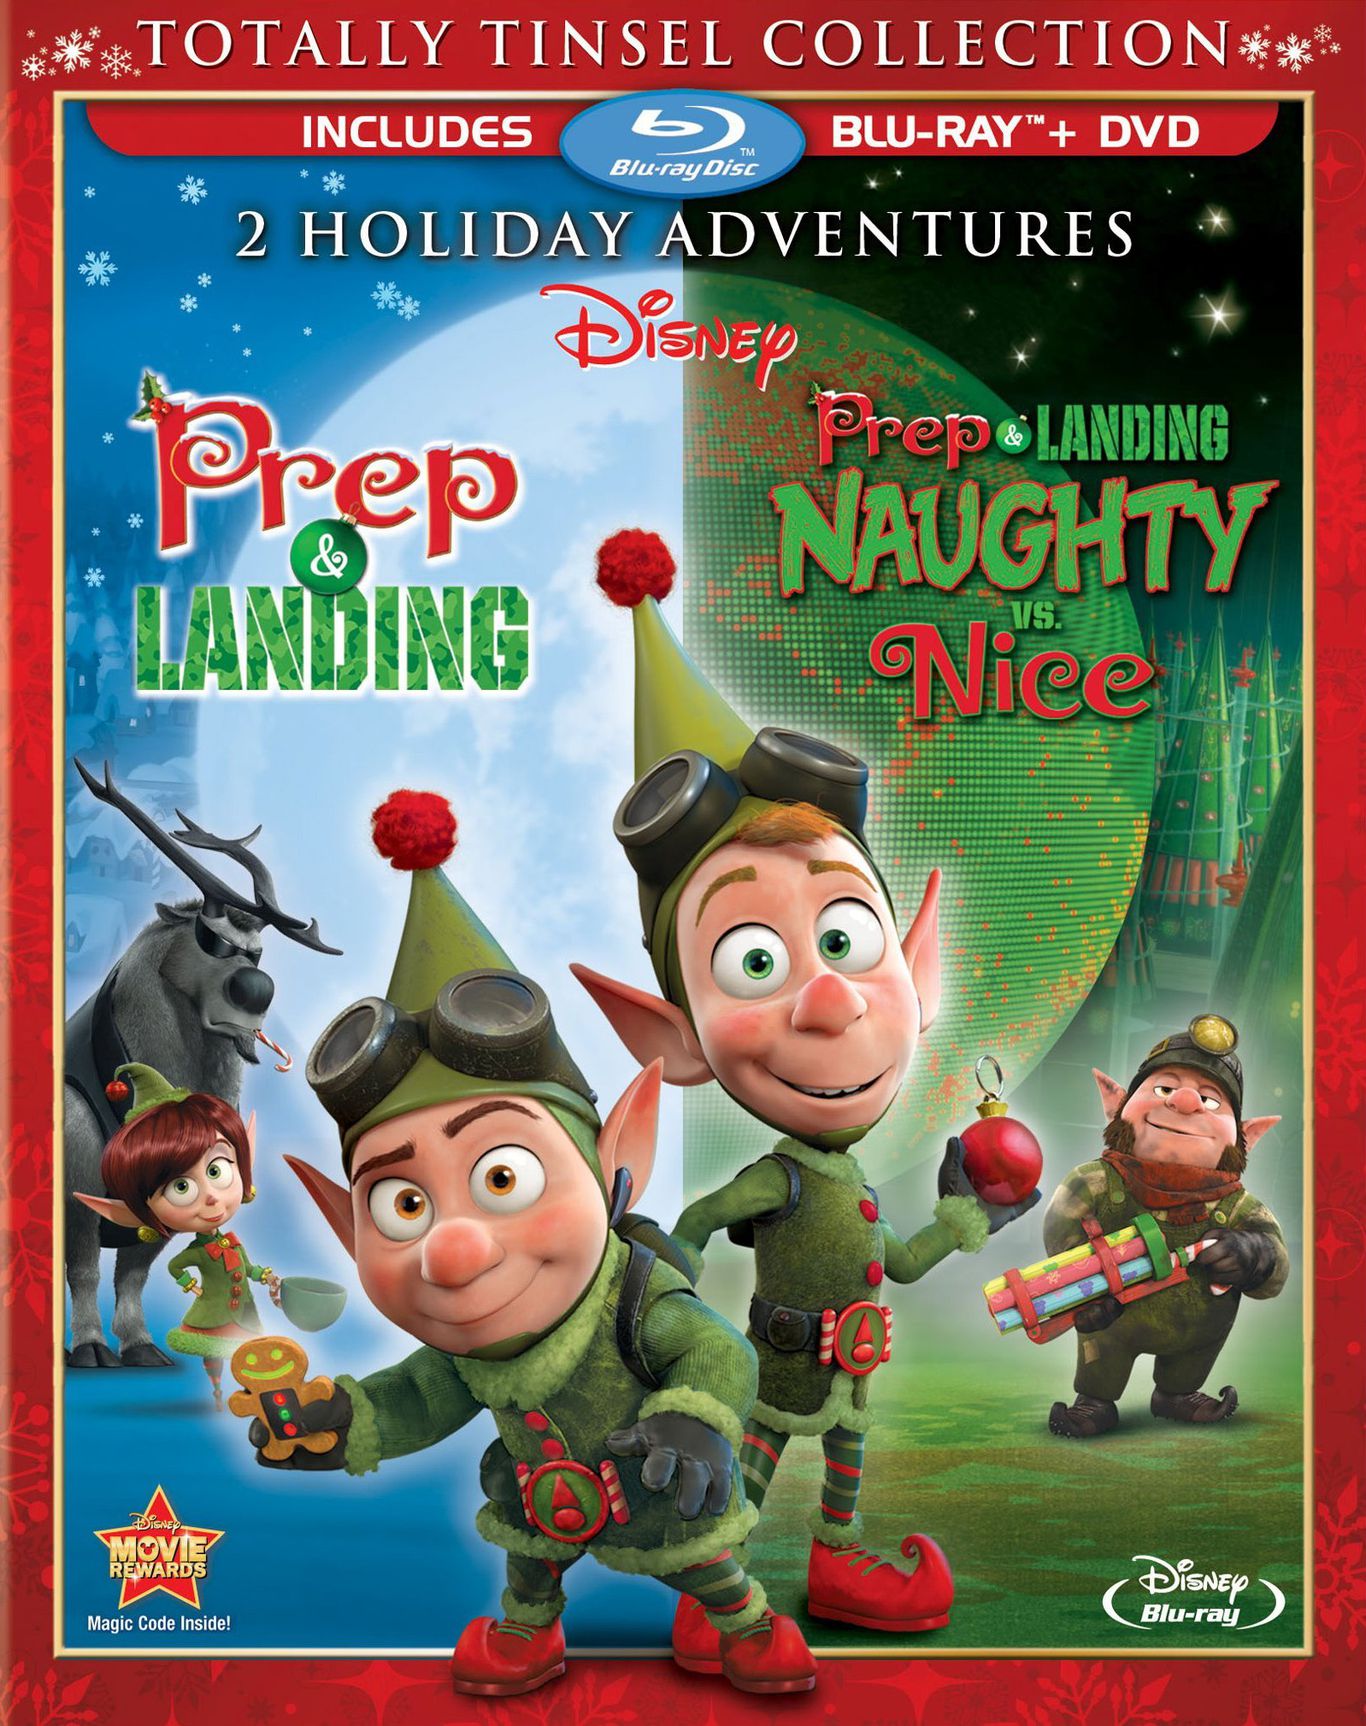 TOTALLY TINSEL COLLECTION
INCLUDES Blu-ray Disc™ BLU-RAY™ + DVD
2 HOLIDAY ADVENTURES
DISNEY
Prep
&
LANDING
Prep & LANDING
NAUGHTY
VS.
Nice
DISNEY
MOVIE
REWARDS
Magic Code Inside!
DISNEY
Blu-ray